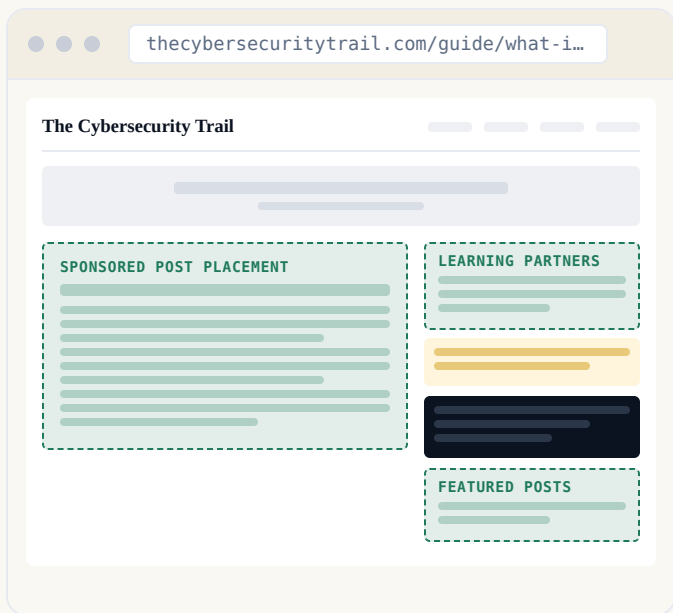 thecybersecuritytrail.com/guide/what-i…
The Cybersecurity Trail
SPONSORED POST PLACEMENT
LEARNING PARTNERS
FEATURED POSTS